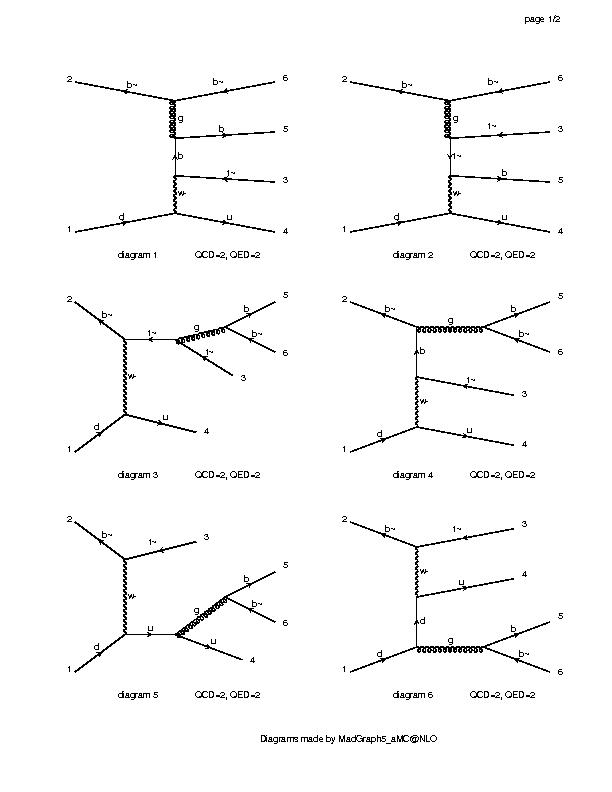 page 1/2
2 b~ b~ 6
g
b 5
b
t~ 3
w-
1 d u 4
diagram 1 QCD=2, QED=2
2 b~ b~ 6
g
t~ 3
t~
b 5
w-
1 d u 4
diagram 2 QCD=2, QED=2
2 b~ t~ g b 5
b~ 6
t~ 3
w-
1 d u 4
diagram 3 QCD=2, QED=2
2 b~ g b 5
b~ 6
b
t~ 3
w-
1 d u 4
diagram 4 QCD=2, QED=2
2 b~ t~ 3
w-
b 5
g
b~ 6
1 d u u 4
diagram 5 QCD=2, QED=2
2 b~ t~ 3
w-
u 4
d
1 d g b 5
b~ 6
diagram 6 QCD=2, QED=2
Diagrams made by MadGraph5_aMC@NLO